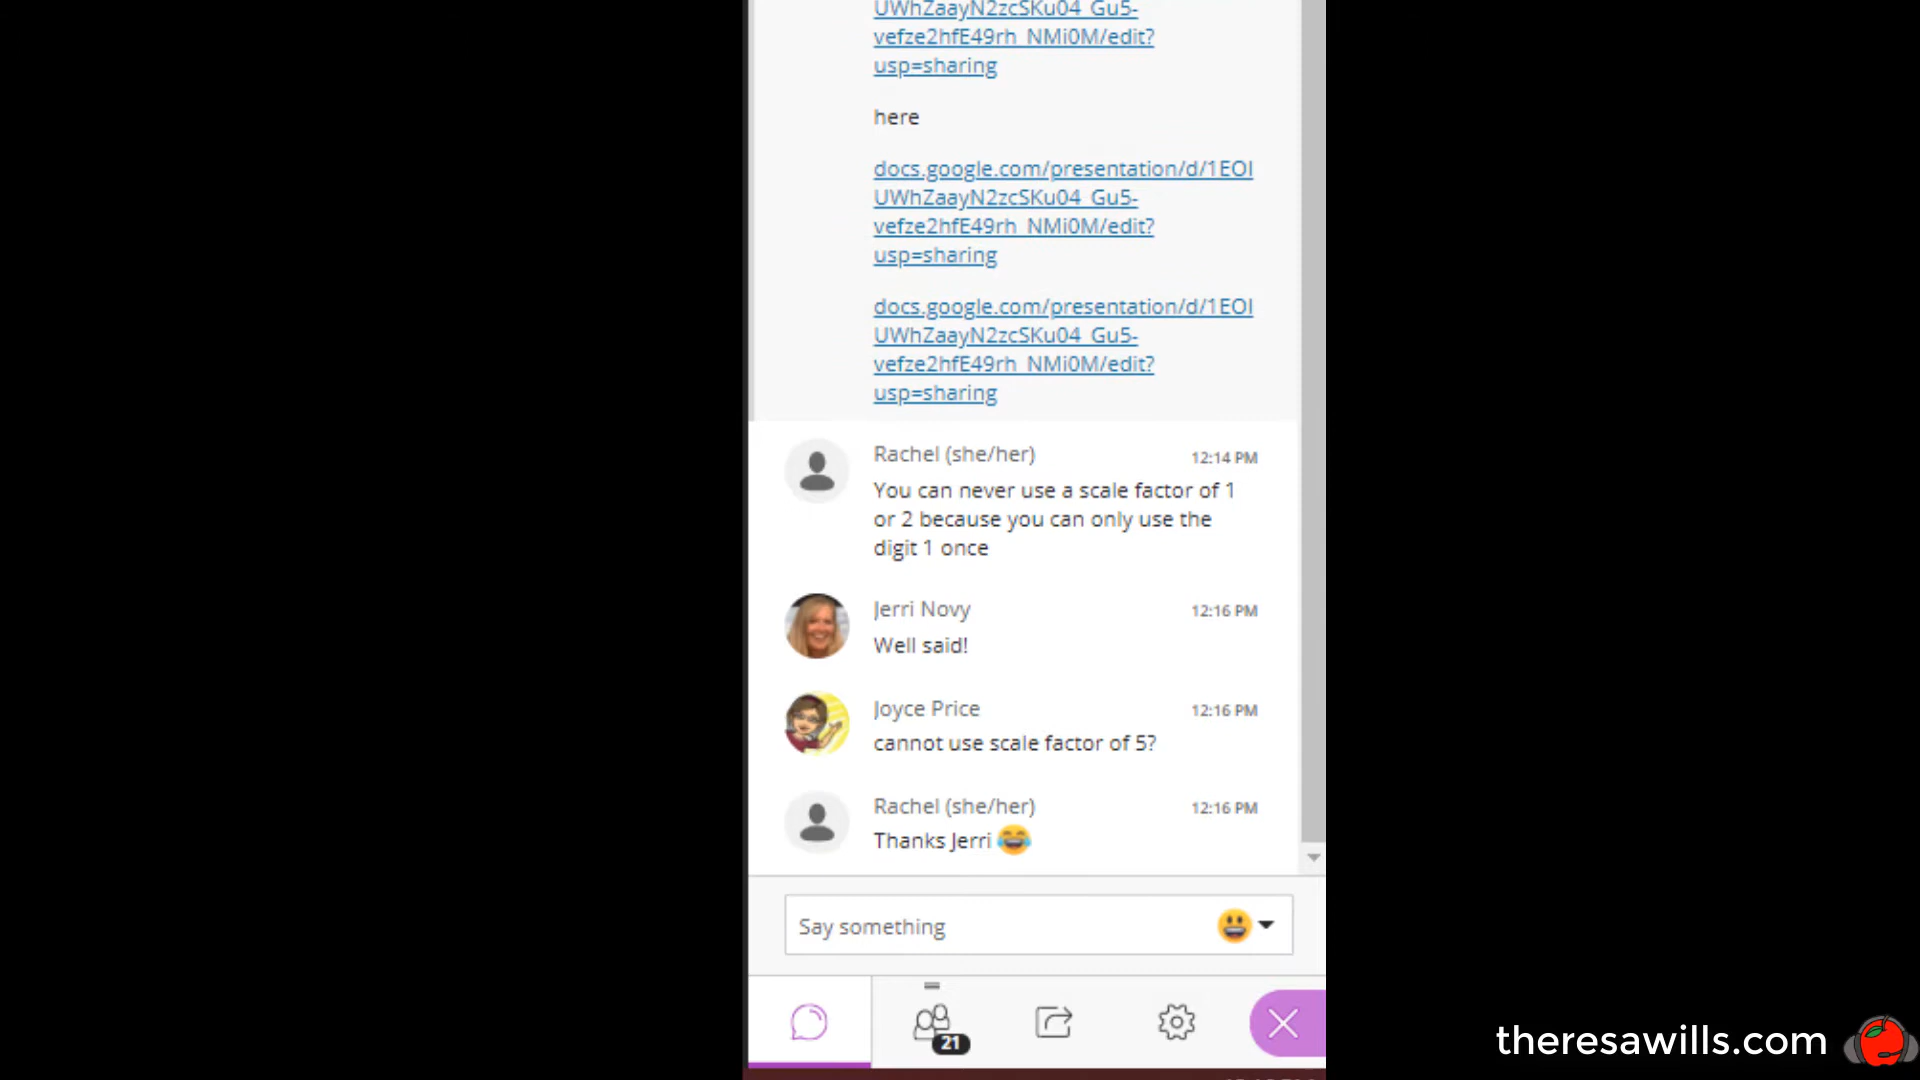 UWhZaayN2zcSKu04_Gu5-
vefze2hfE49rh_NMi0M/edit?
usp=sharing
here
docs.google.com/presentation/d/1EOI
UWhZaayN2zcSKu04_Gu5-
vefze2hfE49rh_NMi0M/edit?
usp=sharing
docs.google.com/presentation/d/1EOI
UWhZaayN2zcSKu04_Gu5-
vefze2hfE49rh_NMi0M/edit?
usp=sharing
Rachel (she/her) 12:14 PM
You can never use a scale factor of 1
or 2 because you can only use the
digit 1 once
Jerri Novy 12:16 PM
Well said!
Joyce Price 12:16 PM
cannot use scale factor of 5?
Rachel (she/her) 12:16 PM
Thanks Jerri 😂
Say something
21
theresawills.com